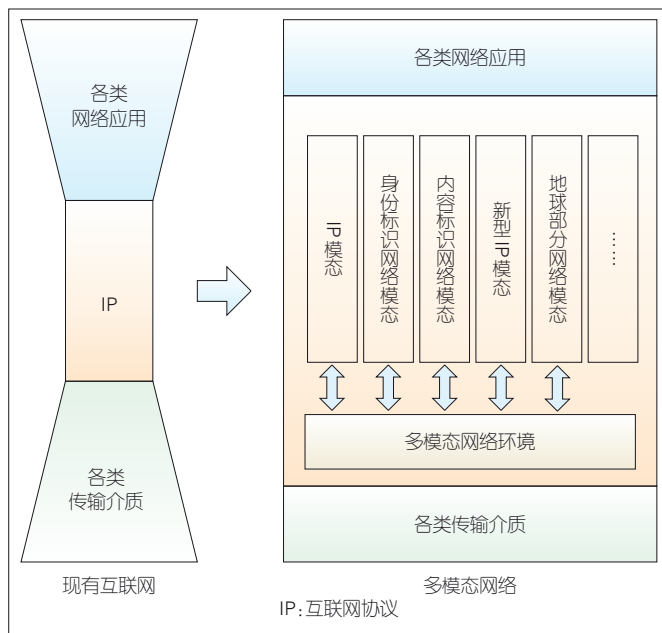 各类
网络应用
IP
各类
传输介质
现有互联网
各类网络应用
IP模态
身份标识网络模态
内容标识网络模态
新型IP模态
地球部分网络模态
……
多模态网络环境
各类传输介质
多模态网络
IP:互联网协议